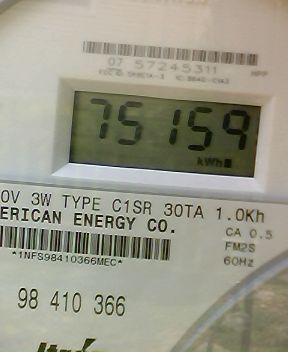 07 57245311
75159
kWh
0V 3W TYPE C1SR 30TA 1.0Kh
ERICAN ENERGY CO.
CA 0.5
FM2S
60Hz
*1NFS98410366MEC*
98 410 366